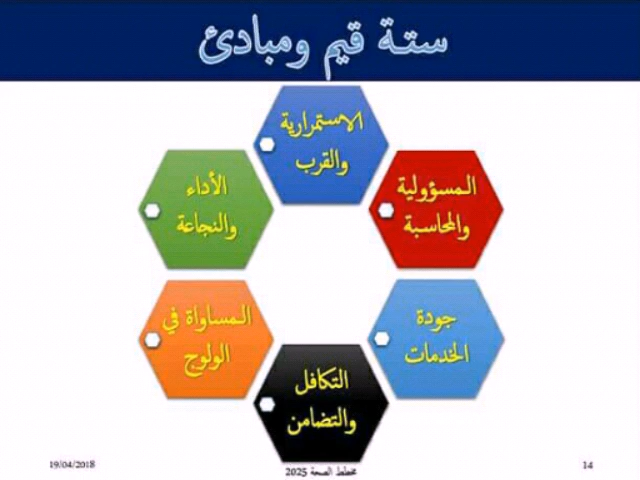 ستة قيم ومبادئ
الاستمرارية
والقرب
المسؤولية
والمحاسبة
جودة
الخدمات
التكافل
والتضامن
المساواة في
الولوج
الأداء
والنجاعة
19/04/2018
مخطط الصحة 2025
14